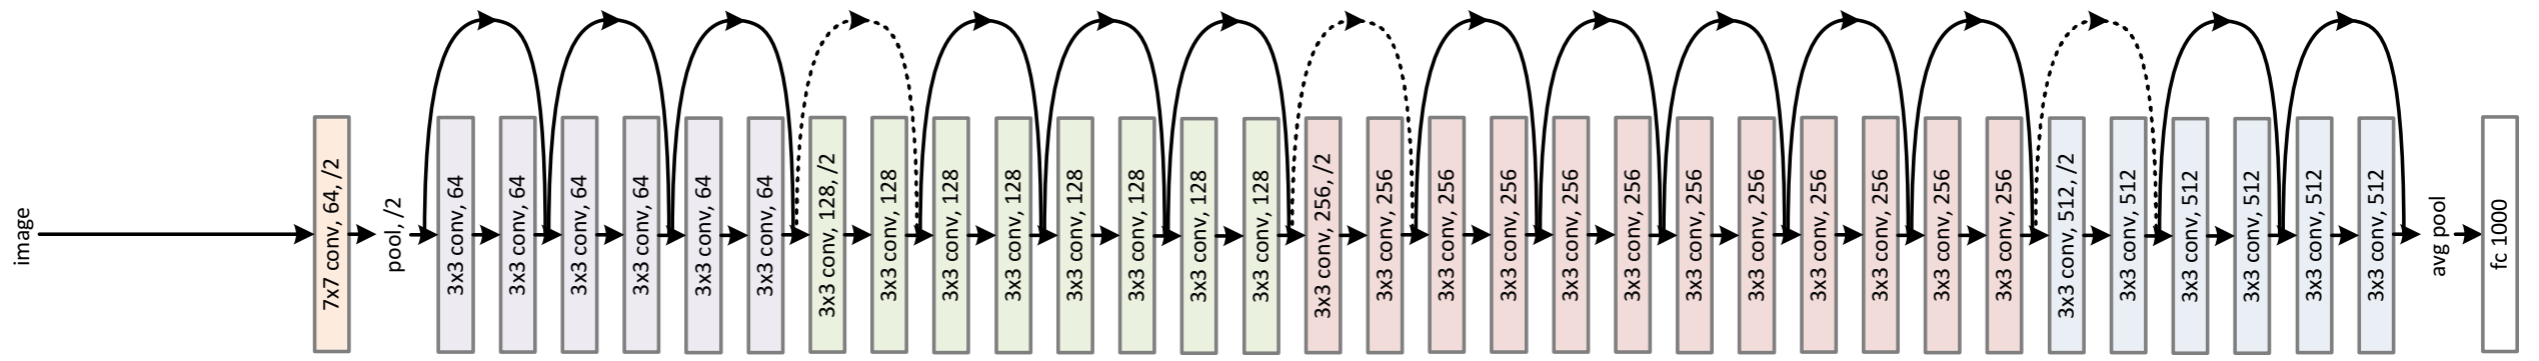 image
7x7 conv, 64, /2
pool, /2
3x3 conv, 64
3x3 conv, 64
3x3 conv, 64
3x3 conv, 64
3x3 conv, 64
3x3 conv, 64
3x3 conv, 128, /2
3x3 conv, 128
3x3 conv, 128
3x3 conv, 128
3x3 conv, 128
3x3 conv, 128
3x3 conv, 128
3x3 conv, 128
3x3 conv, 256, /2
3x3 conv, 256
3x3 conv, 256
3x3 conv, 256
3x3 conv, 256
3x3 conv, 256
3x3 conv, 256
3x3 conv, 256
3x3 conv, 256
3x3 conv, 256
3x3 conv, 256
3x3 conv, 256
3x3 conv, 512, /2
3x3 conv, 512
3x3 conv, 512
3x3 conv, 512
3x3 conv, 512
3x3 conv, 512
avg pool
fc 1000